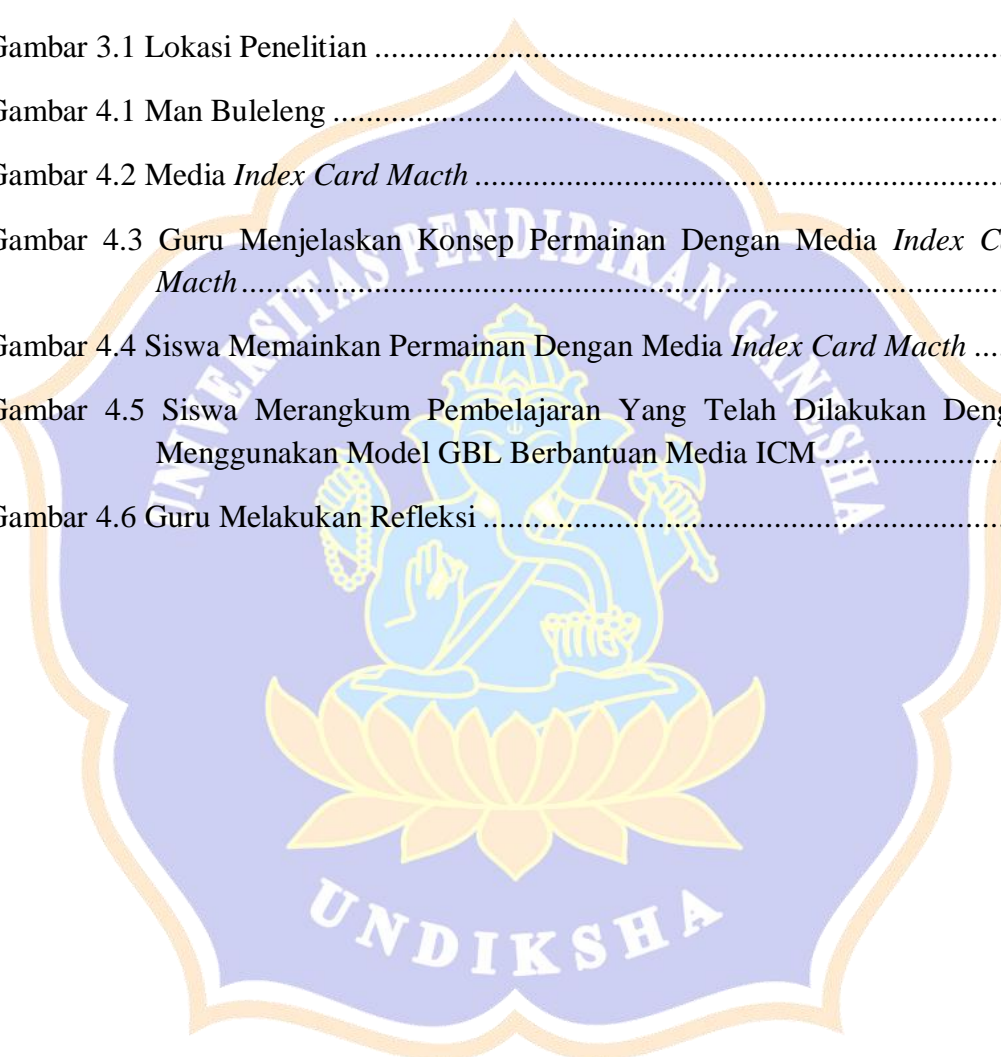 Gambar 3.1 Lokasi Penelitian ...............................................................................................
Gambar 4.1 Man Buleleng .....................................................................................................
Gambar 4.2 Media Index Card Macth ................................................................................
Gambar 4.3 Guru Menjelaskan Konsep Permainan Dengan Media Index C
Macth ..................................................................................................................
Gambar 4.4 Siswa Memainkan Permainan Dengan Media Index Card Macth .....
Gambar 4.5 Siswa Merangkum Pembelajaran Yang Telah Dilakukan Deng
Menggunakan Model GBL Berbantuan Media ICM ...........................
Gambar 4.6 Guru Melakukan Refleksi ..............................................................................
UNIVERSITAS PENDIDIKAN GANESHA
UNDIKSHA